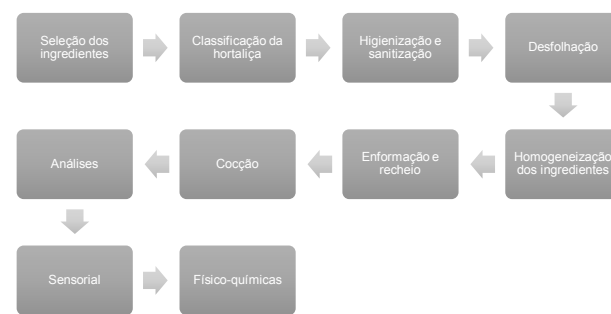 Seleção dos
ingredientes
Classificação da
hortaliça
Higienização e
sanitização
Desfolhação
Homogeneização
dos ingredientes
Enformação e
recheio
Cocção
Análises
Sensorial
Físico-químicas